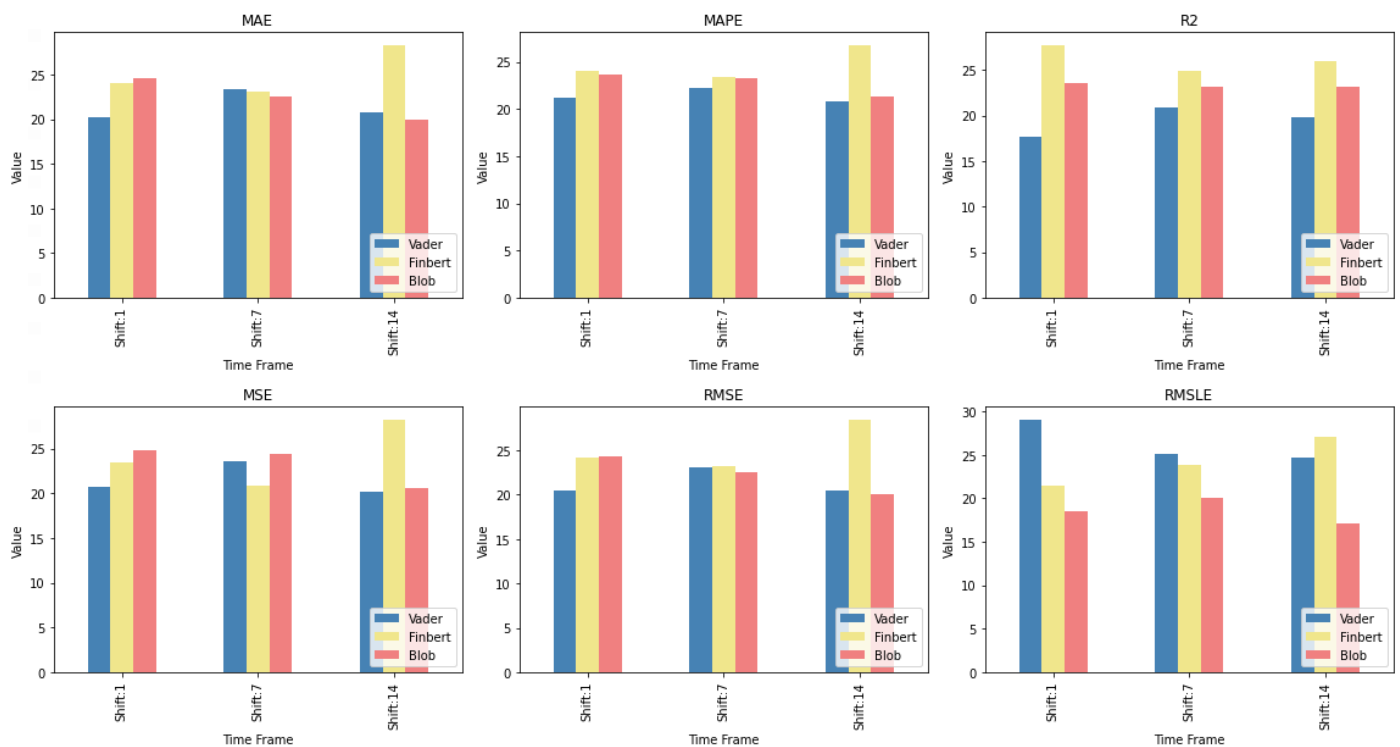 MAE
25
20
15
10
5
0
Value
Vader
Finbert
Blob
Shift:1
Shift:7
Shift:14
Time Frame
MAPE
25
20
15
10
5
0
Value
Vader
Finbert
Blob
Shift:1
Shift:7
Shift:14
Time Frame
R2
25
20
15
10
5
0
Value
Vader
Finbert
Blob
Shift:1
Shift:7
Shift:14
Time Frame
MSE
25
20
15
10
5
0
Value
Vader
Finbert
Blob
Shift:1
Shift:7
Shift:14
Time Frame
RMSE
25
20
15
10
5
0
Value
Vader
Finbert
Blob
Shift:1
Shift:7
Shift:14
Time Frame
RMSLE
30
25
20
15
10
5
0
Value
Vader
Finbert
Blob
Shift:1
Shift:7
Shift:14
Time Frame